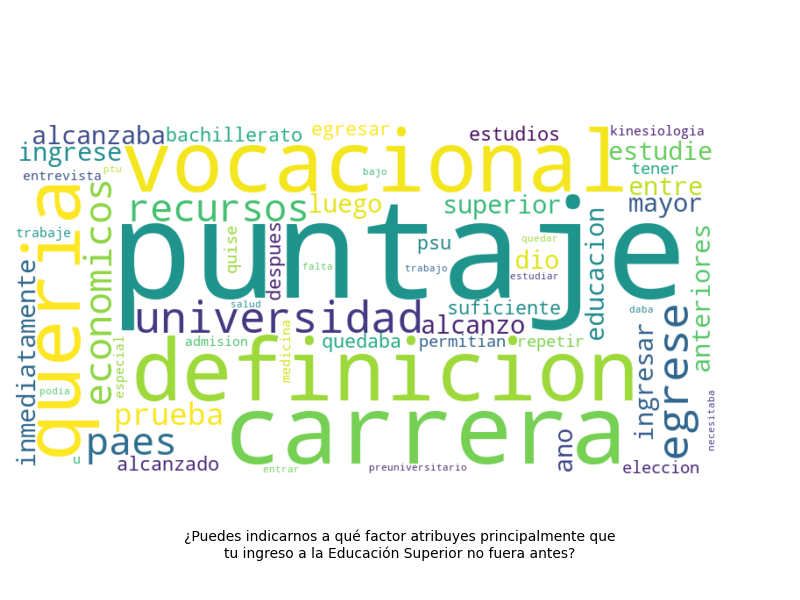 alcanzaba
bachillerato
egresar
estudios
kinesiologia
ingrese
vocacional
estudie
entrevista
ptu
bajo
tener
queria
economicos
recursos
luego
superior
entre
mayor
trabaje
quise
despues
puntaje
psu
quedar
dio
educacion
anteriores
inmediatamente
falta
trabajo
estudiar
salud
universidad
alcanzo
suficiente
daba
especial
admision
medicina
quedaba
permitian
repetir
ingresar
egrese
definicion
podia
prueba
carrera
necesitaba
paes
u
alcanzado
entrar
preuniversitario
ano
eleccion
¿Puedes indicarnos a qué factor atribuyes principalmente que
tu ingreso a la Educación Superior no fuera antes?